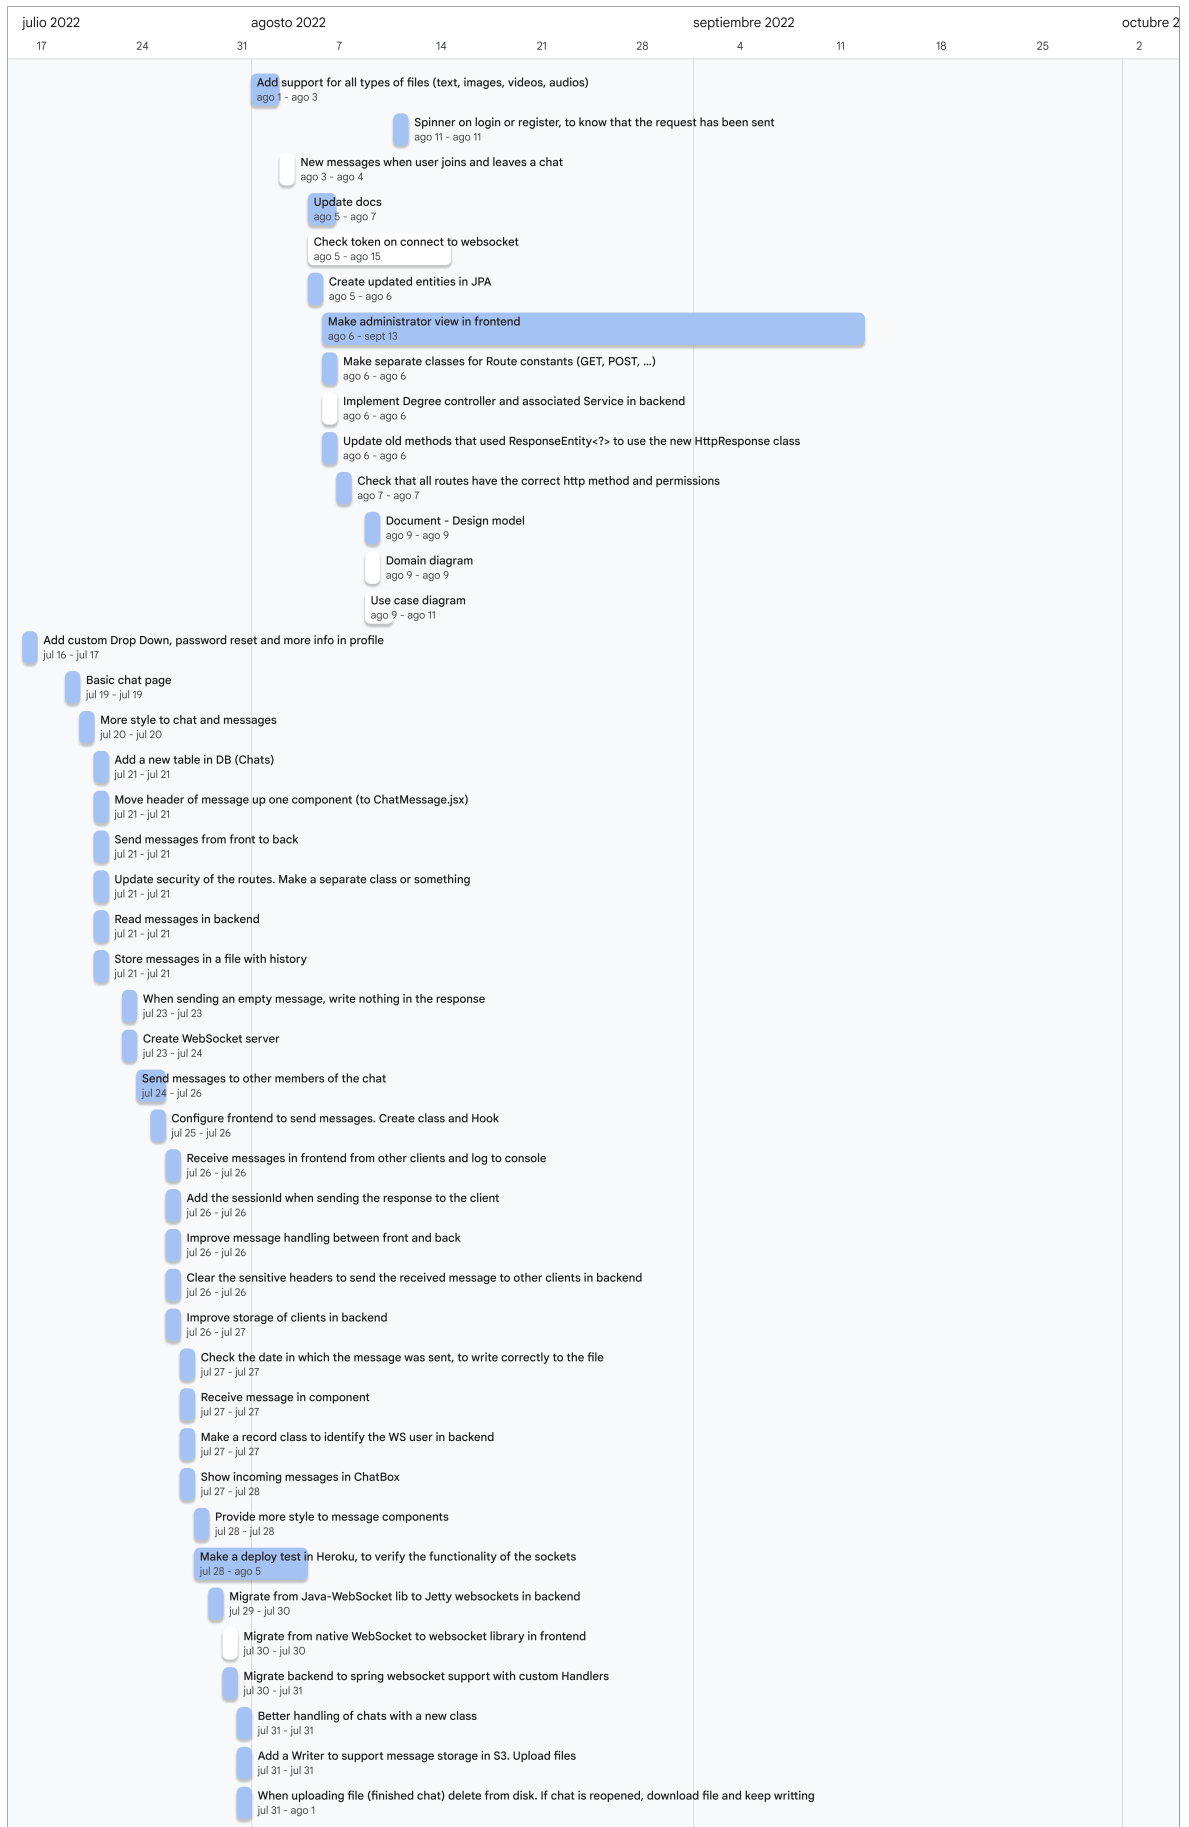 julio 2022 agosto 2022 septiembre 2022 octubre 2
17 24 31 7 14 21 28 4 11 18 25 2
Add support for all types of files (text, images, videos, audios)
ago 1 - ago 3
Spinner on login or register, to know that the request has been sent
ago 11 - ago 11
New messages when user joins and leaves a chat
ago 3 - ago 4
Update docs
ago 5 - ago 7
Check token on connect to websocket
ago 5 - ago 15
Create updated entities in JPA
ago 5 - ago 6
Make administrator view in frontend
ago 6 - sept 13
Make separate classes for Route constants (GET, POST, ...)
ago 6 - ago 6
Implement Degree controller and associated Service in backend
ago 6 - ago 6
Update old methods that used ResponseEntity<?> to use the new HttpResponse class
ago 6 - ago 6
Check that all routes have the correct http method and permissions
ago 7 - ago 7
Document - Design model
ago 9 - ago 9
Domain diagram
ago 9 - ago 9
Use case diagram
ago 9 - ago 11
Add custom Drop Down, password reset and more info in profile
jul 16 - jul 17
Basic chat page
jul 19 - jul 19
More style to chat and messages
jul 20 - jul 20
Add a new table in DB (Chats)
jul 21 - jul 21
Move header of message up one component (to ChatMessage.jsx)
jul 21 - jul 21
Send messages from front to back
jul 21 - jul 21
Update security of the routes. Make a separate class or something
jul 21 - jul 21
Read messages in backend
jul 21 - jul 21
Store messages in a file with history
jul 21 - jul 21
When sending an empty message, write nothing in the response
jul 23 - jul 23
Create WebSocket server
jul 23 - jul 24
Send messages to other members of the chat
jul 24 - jul 26
Configure frontend to send messages. Create class and Hook
jul 25 - jul 26
Receive messages in frontend from other clients and log to console
jul 26 - jul 26
Add the sessionId when sending the response to the client
jul 26 - jul 26
Improve message handling between front and back
jul 26 - jul 26
Clear the sensitive headers to send the received message to other clients in backend
jul 26 - jul 26
Improve storage of clients in backend
jul 26 - jul 27
Check the date in which the message was sent, to write correctly to the file
jul 27 - jul 27
Receive message in component
jul 27 - jul 27
Make a record class to identify the WS user in backend
jul 27 - jul 27
Show incoming messages in ChatBox
jul 27 - jul 28
Provide more style to message components
jul 28 - jul 28
Make a deploy test in Heroku, to verify the functionality of the sockets
jul 28 - ago 5
Migrate from Java-WebSocket lib to Jetty websockets in backend
jul 29 - jul 30
Migrate from native WebSocket to websocket library in frontend
jul 30 - jul 30
Migrate backend to spring websocket support with custom Handlers
jul 30 - jul 31
Better handling of chats with a new class
jul 31 - jul 31
Add a Writer to support message storage in S3. Upload files
jul 31 - jul 31
When uploading file (finished chat) delete from disk. If chat is reopened, download file and keep writting
jul 31 - ago 1